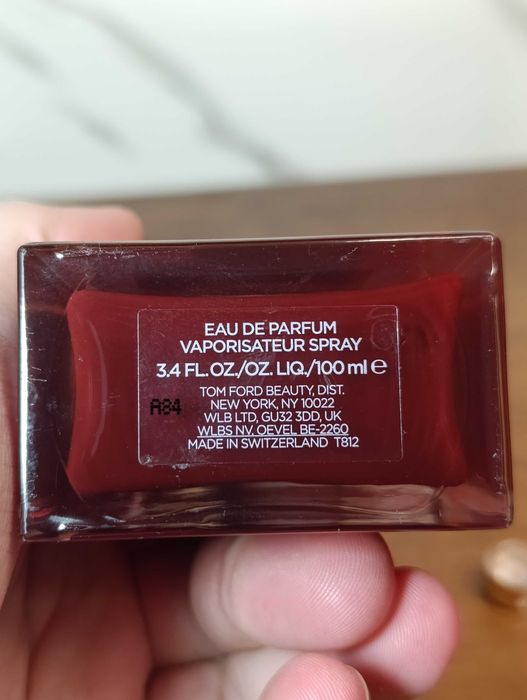 EAU DE PARFUM
VAPORISATEUR SPRAY
3.4 FL.OZ./OZ. LIQ./100 ml ℮
TOM FORD BEAUTY, DIST.
NEW YORK, NY 10022
A84
WLB LTD, GU32 3DD, UK
WLBS NV. OEVEL BE-2260
MADE IN SWITZERLAND T812